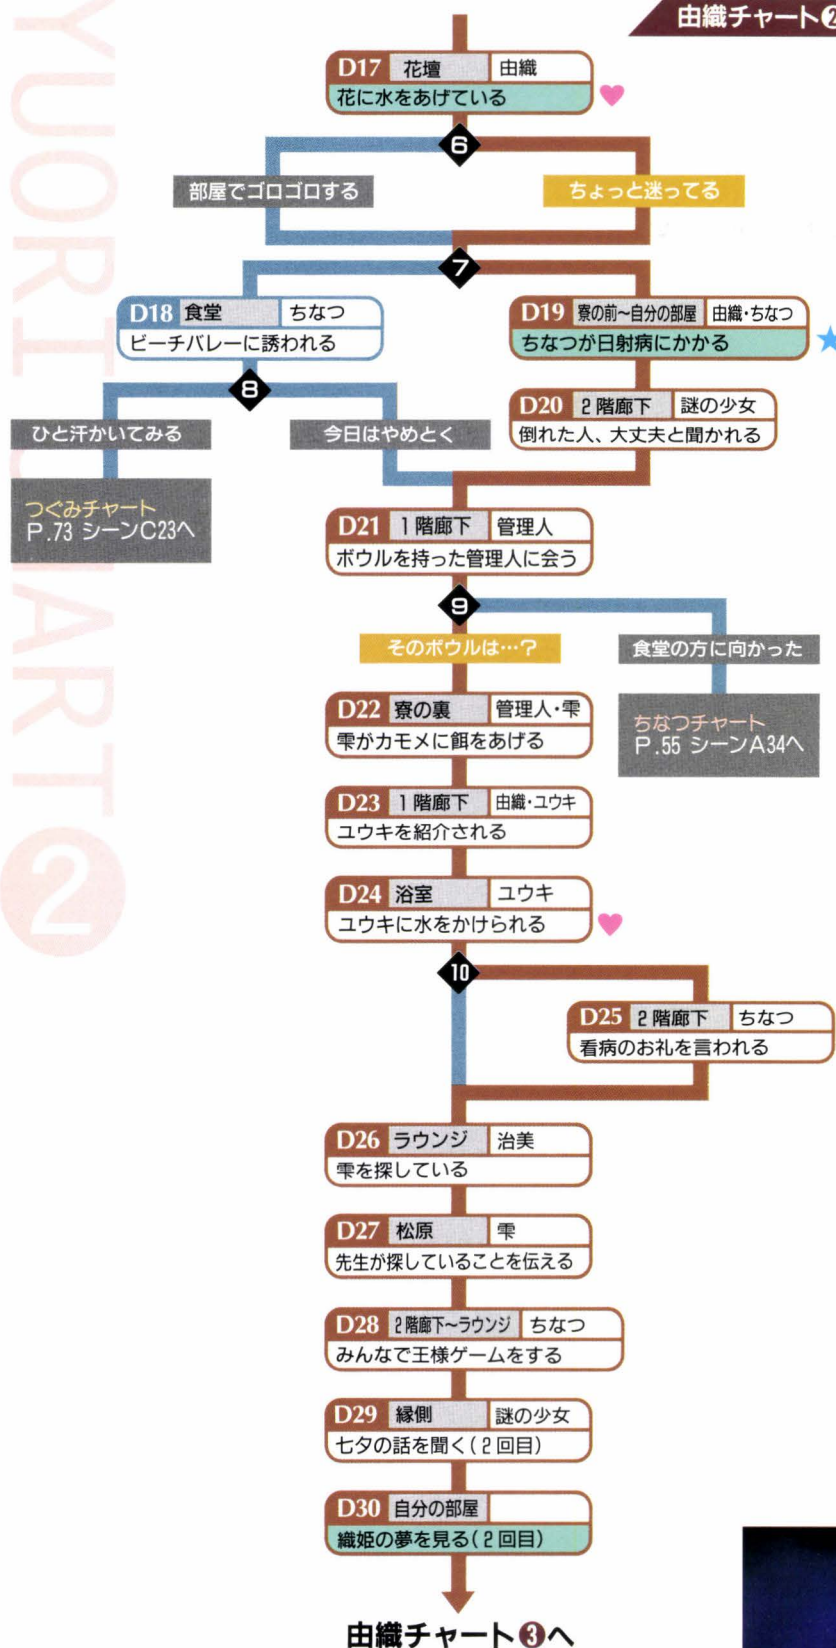 由織チャート❷
YUORI CHART ❷
D17 花壇 由織
花に水をあげている
6
部屋でゴロゴロする
ちょっと迷ってる
7
D18 食堂 ちなつ
ビーチバレーに誘われる
D19 寮の前~自分の部屋 由織・ちなつ
ちなつが日射病にかかる
8
D20 2階廊下 謎の少女
倒れた人、大丈夫と聞かれる
ひと汗かいてみる
今日はやめとく
つぐみチャート
P.73 シーンC23へ
D21 1階廊下 管理人
ボウルを持った管理人に会う
9
そのボウルは…?
食堂の方に向かった
D22 寮の裏 管理人・雫
雫がカモメに餌をあげる
ちなつチャート
P.55 シーンA34へ
D23 1階廊下 由織・ユウキ
ユウキを紹介される
D24 浴室 ユウキ
ユウキに水をかけられる
10
D25 2階廊下 ちなつ
看病のお礼を言われる
D26 ラウンジ 治美
雫を探している
D27 松原 雫
先生が探していることを伝える
D28 2階廊下~ラウンジ ちなつ
みんなで王様ゲームをする
D29 縁側 謎の少女
七夕の話を聞く(2回目)
D30 自分の部屋
織姫の夢を見る(2回目)
由織チャート❸へ